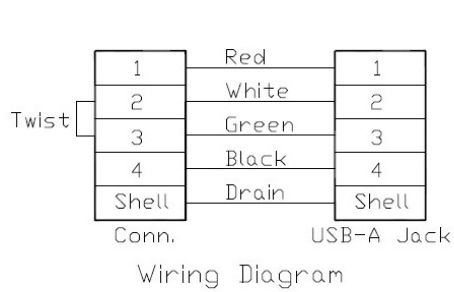 Red
1 1
White
2 2
Twist
Green
3 3
Black
4 4
Drain
Shell Shell
Conn. USB-A Jack
Wiring Diagram